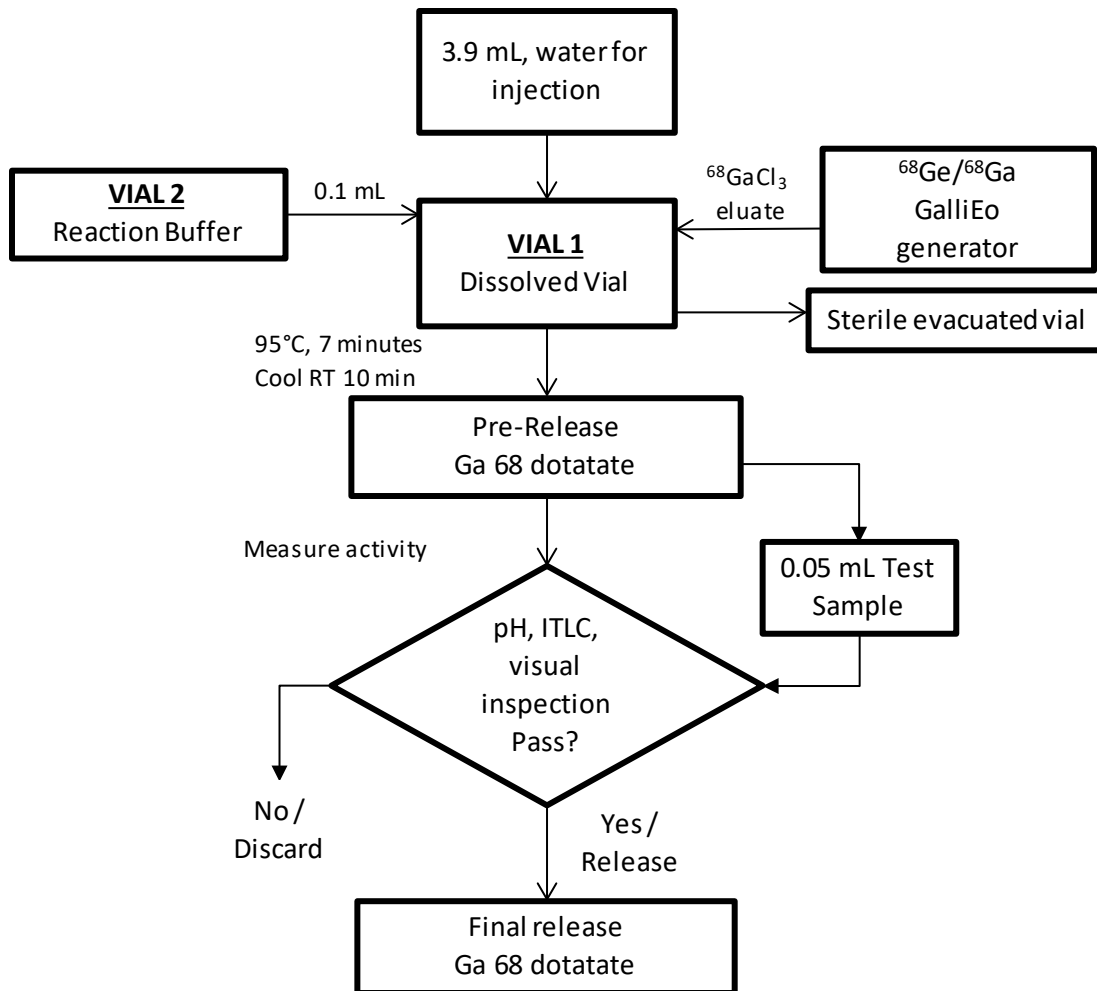 3.9 mL, water for
injection
VIAL 2
Reaction Buffer
0.1 mL
VIAL 1
Dissolved Vial
⁶⁸GaCl₃
eluate
⁶⁸Ge/⁶⁸Ga
GalliEo
generator
Sterile evacuated vial
95°C, 7 minutes
Cool RT 10 min
Pre-Release
Ga 68 dotatate
Measure activity
0.05 mL Test
Sample
pH, ITLC,
visual
inspection
Pass?
No /
Discard
Yes /
Release
Final release
Ga 68 dotatate